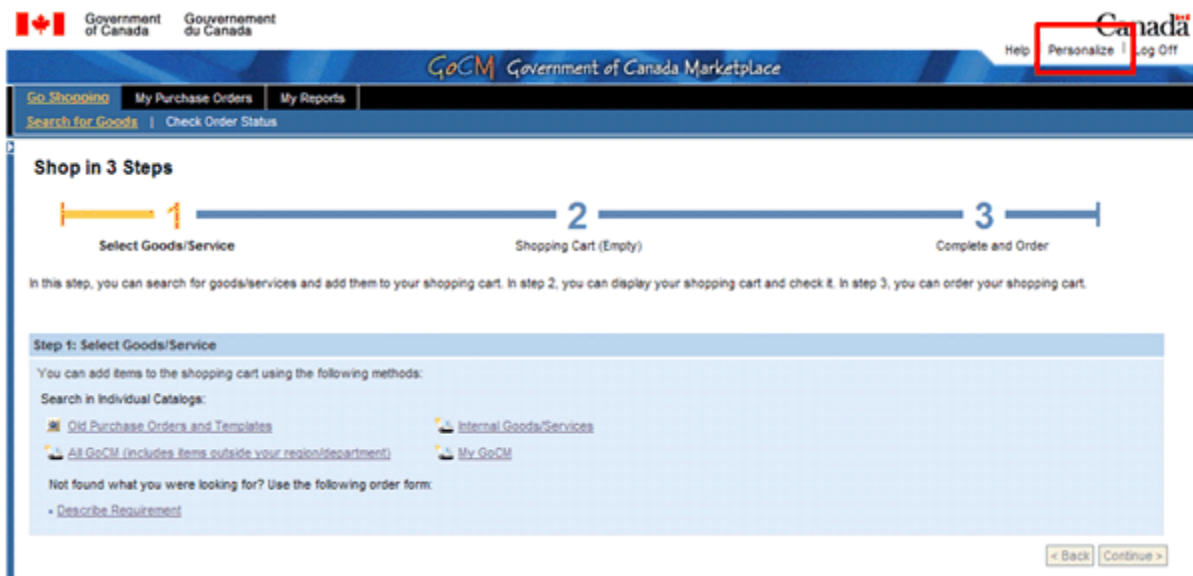 Government of Canada
Gouvernement du Canada
Canada
Help | Personalize | Log Off
GoCM Government of Canada Marketplace
Go Shopping | My Purchase Orders | My Reports
Search for Goods | Check Order Status
Shop in 3 Steps
1 2 3
Select Goods/Service Shopping Cart (Empty) Complete and Order
In this step, you can search for goods/services and add them to your shopping cart. In step 2, you can display your shopping cart and check it. In step 3, you can order your shopping cart.
Step 1: Select Goods/Service
You can add items to the shopping cart using the following methods:
Search in Individual Catalogs:
Old Purchase Orders and Templates Internal Goods/Services
All GoCM (includes items outside your region/department) My GoCM
Not found what you were looking for? Use the following order form:
• Describe Requirement
< Back Continue >